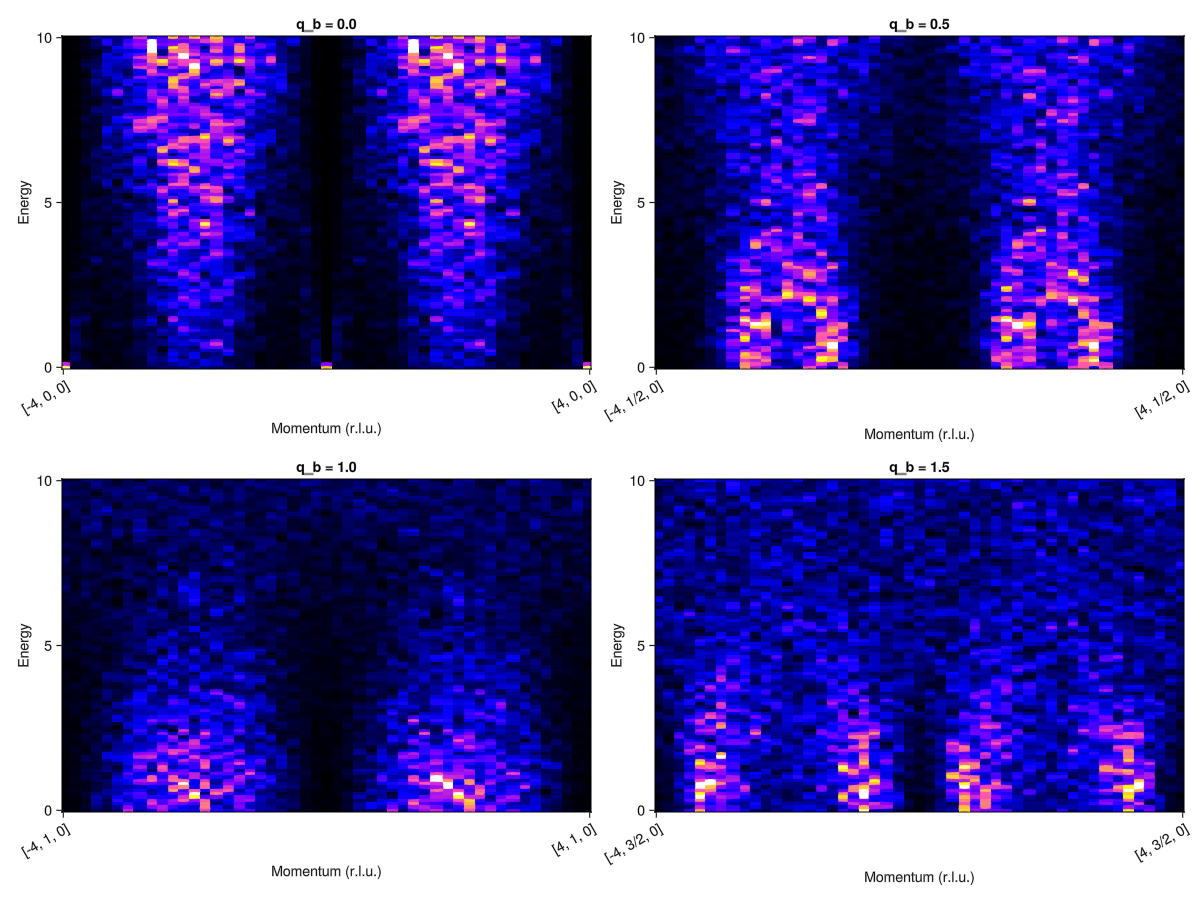 q_b = 0.0
10
5
0
Energy
[-4, 0, 0]
[4, 0, 0]
Momentum (r.l.u.)
q_b = 0.5
10
5
0
Energy
[-4, 1/2, 0]
[4, 1/2, 0]
Momentum (r.l.u.)
q_b = 1.0
10
5
0
Energy
[-4, 1, 0]
[4, 1, 0]
Momentum (r.l.u.)
q_b = 1.5
10
5
0
Energy
[-4, 3/2, 0]
[4, 3/2, 0]
Momentum (r.l.u.)